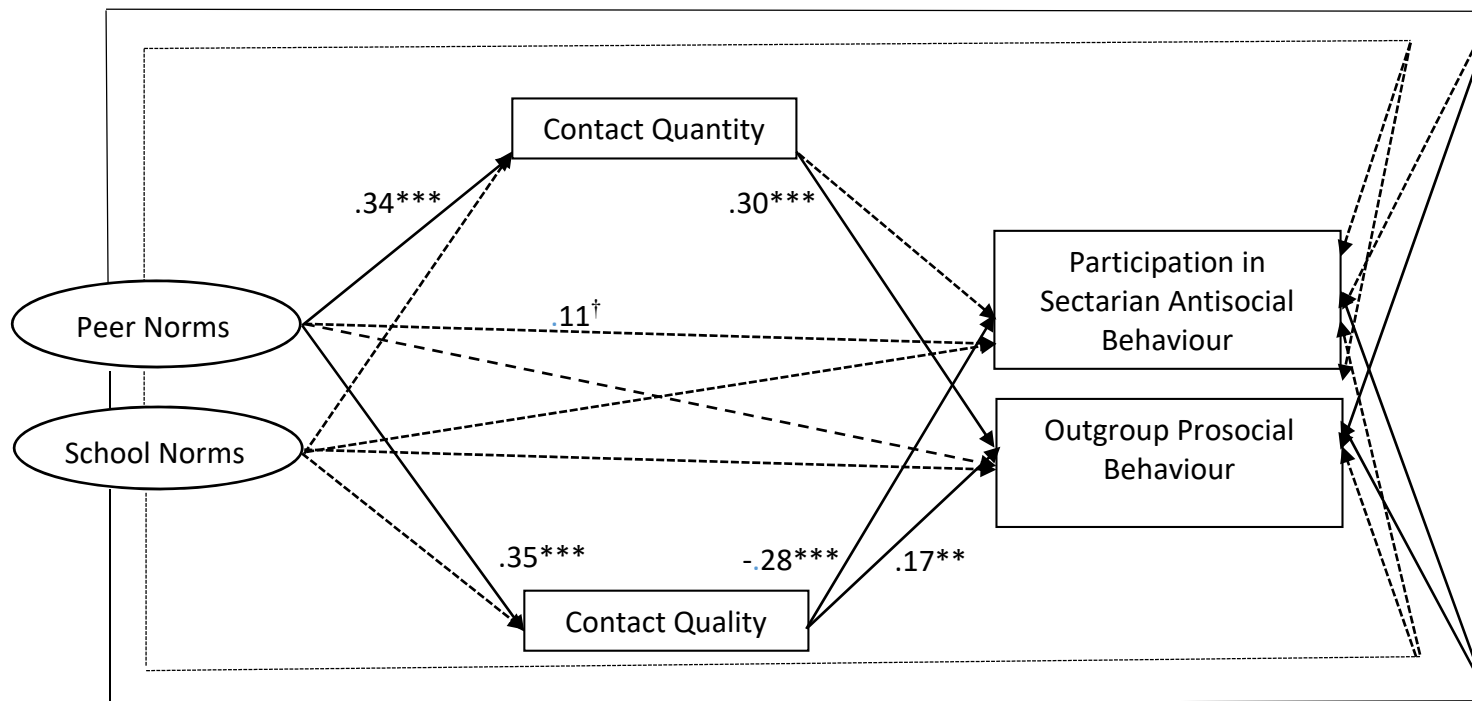 Contact Quantity
.34***
.30***
Participation in
Sectarian Antisocial
Behaviour
.11†
Peer Norms
School Norms
Outgroup Prosocial
Behaviour
.35***
-.28***
.17**
Contact Quality